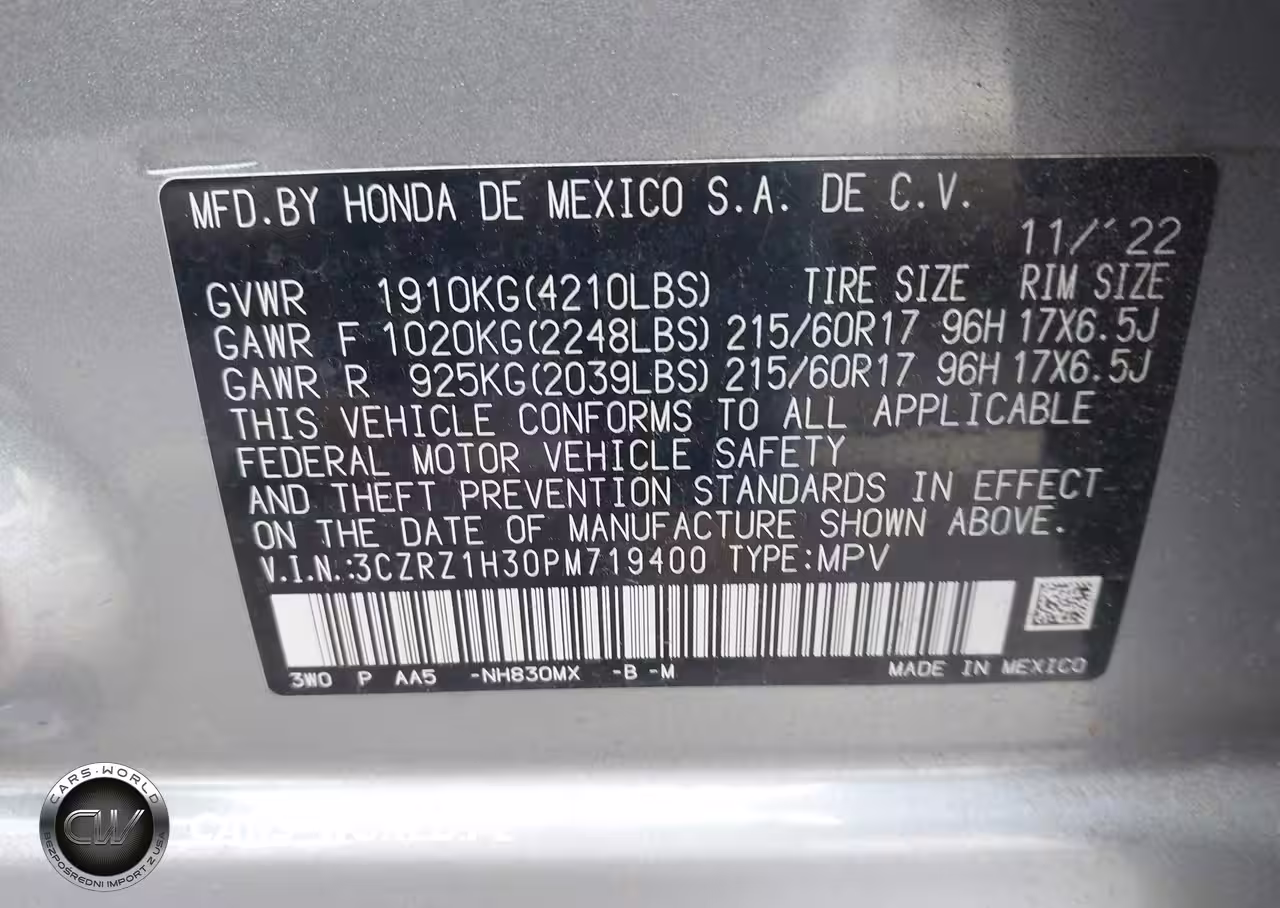 MFD.BY HONDA DE MEXICO S.A. DE C.V.
11/'22
GVWR 1910KG(4210LBS) TIRE SIZE RIM SIZE
GAWR F 1020KG(2248LBS) 215/60R17 96H 17X6.5J
GAWR R 925KG(2039LBS) 215/60R17 96H 17X6.5J
THIS VEHICLE CONFORMS TO ALL APPLICABLE
FEDERAL MOTOR VEHICLE SAFETY
AND THEFT PREVENTION STANDARDS IN EFFECT
ON THE DATE OF MANUFACTURE SHOWN ABOVE.
V.I.N.:3CZRZ1H30PM719400 TYPE:MPV
3W0 P AA5 -NH830MX -B -M MADE IN MEXICO
CARS-WORLD
CW
BEZPOŚREDNI IMPORT Z USA